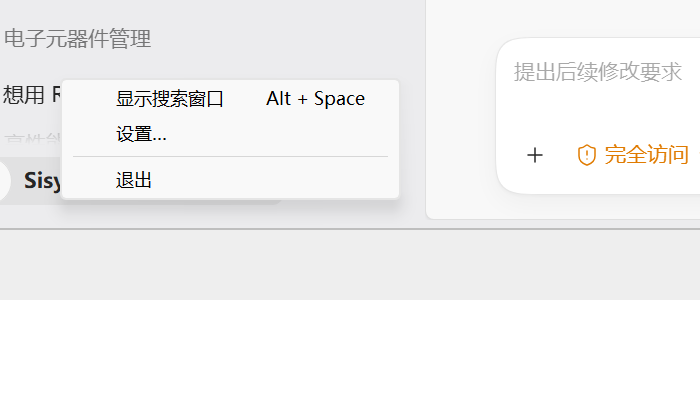 电子元器件管理
想用
显示搜索窗口 Alt + Space
设置...
退出
Sisy
提出后续修改要求
+ 完全访问